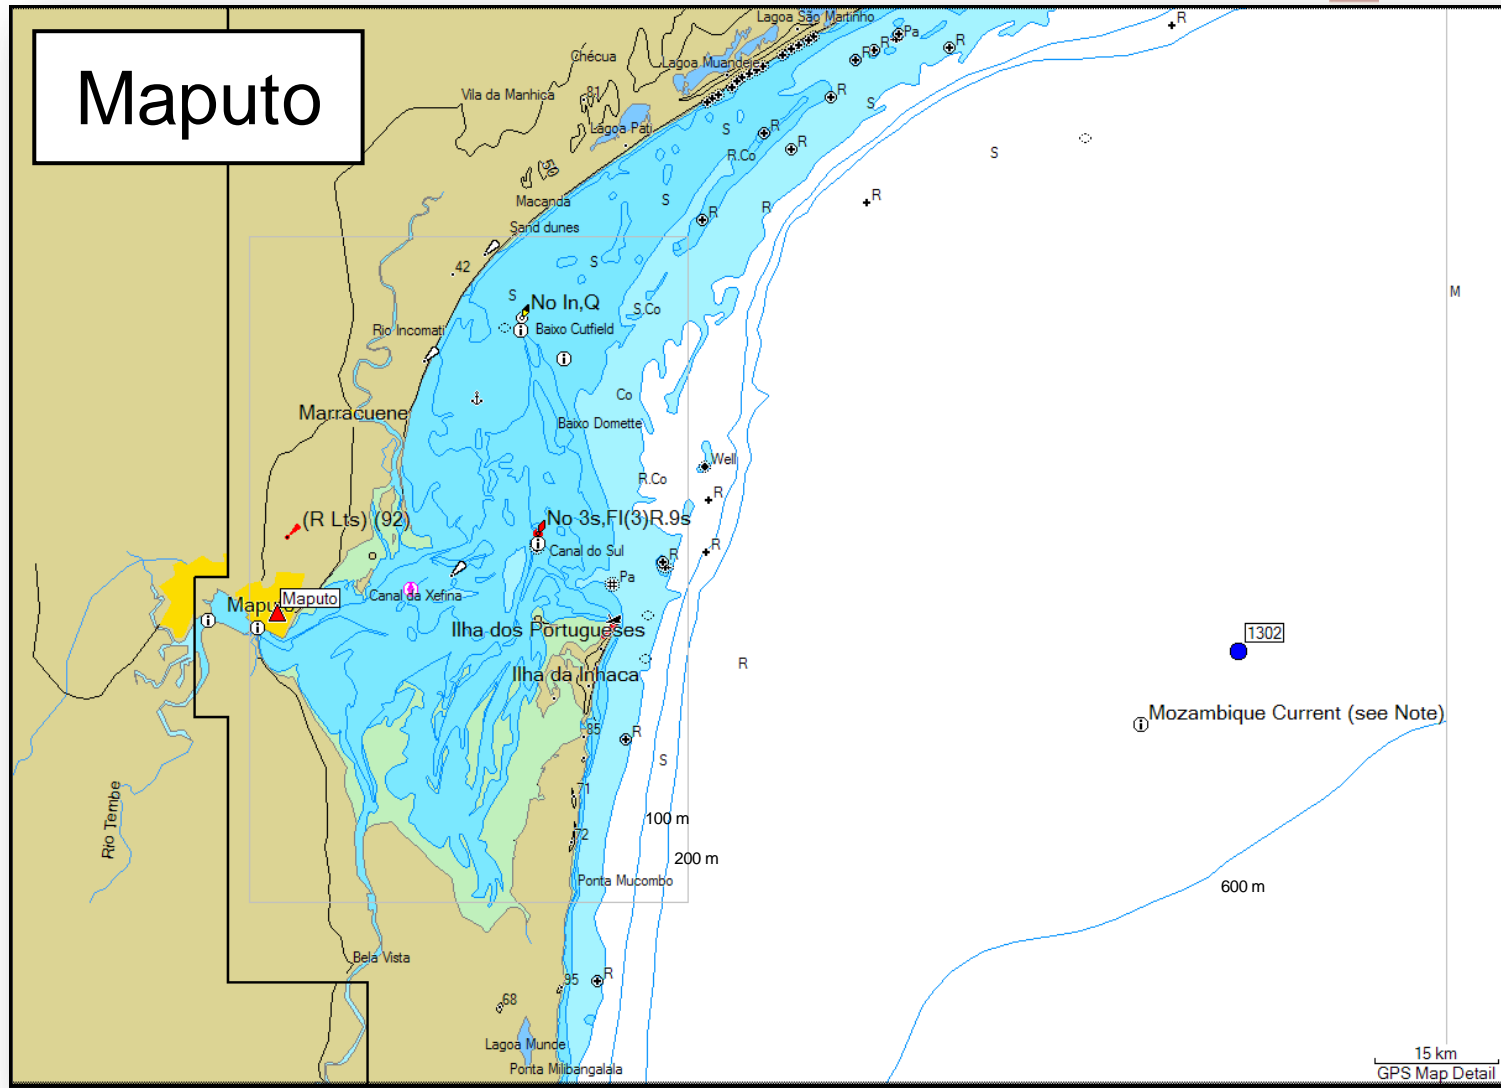 Maputo
Lagoa São Martinho
R
Pa
R
R
R
Chécua
Lagoa Muandeje
Vila da Manhica
81
R
S
Lagoa Pati
S
R
R
R.Co
S
50
Macanda
S
R
R
R
Sand dunes
S
42
M
S
No In,Q
S.Co
Rio Incomati
Baixo Cutfield
Co
Marracuene
Baixo Domette
Well
R.Co
R
(R Lts) (92)
No 3s,Fl(3)R.9s
Canal do Sul
R
R
Pa
Canal da Xefina
Maputo
Maputo
Ilha dos Portugueses
1302
R
Ilha da Inhaca
Mozambique Current (see Note)
85
R
S
71
Rio Tembe
100 m
72
200 m
Ponta Mucombo
600 m
Bela Vista
95
R
68
Lagoa Munde
Ponta Milibangalala
15 km
GPS Map Detail